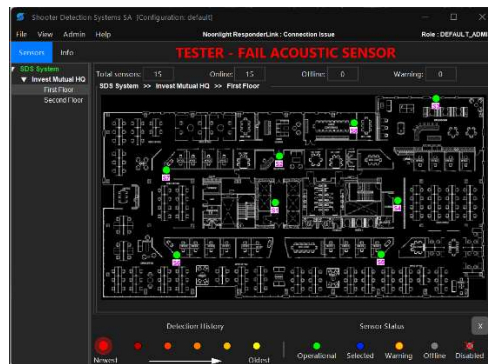 Shooter Detection Systems SA [Configuration: default]
File View Admin Help Noonlight ResponderLink : Connection Issue Role : DEFAULT_ADMI
Sensors Info TESTER - FAIL ACOUSTIC SENSOR
SDS System
Invest Mutual HQ
First Floor
Second Floor
Total sensors: 15 Online: 15 Offline: 0 Warning: 0
SDS System >> Invest Mutual HQ >> First Floor
Detection History Sensor Status X
Newest Oldest Operational Selected Warning Offline Disabled